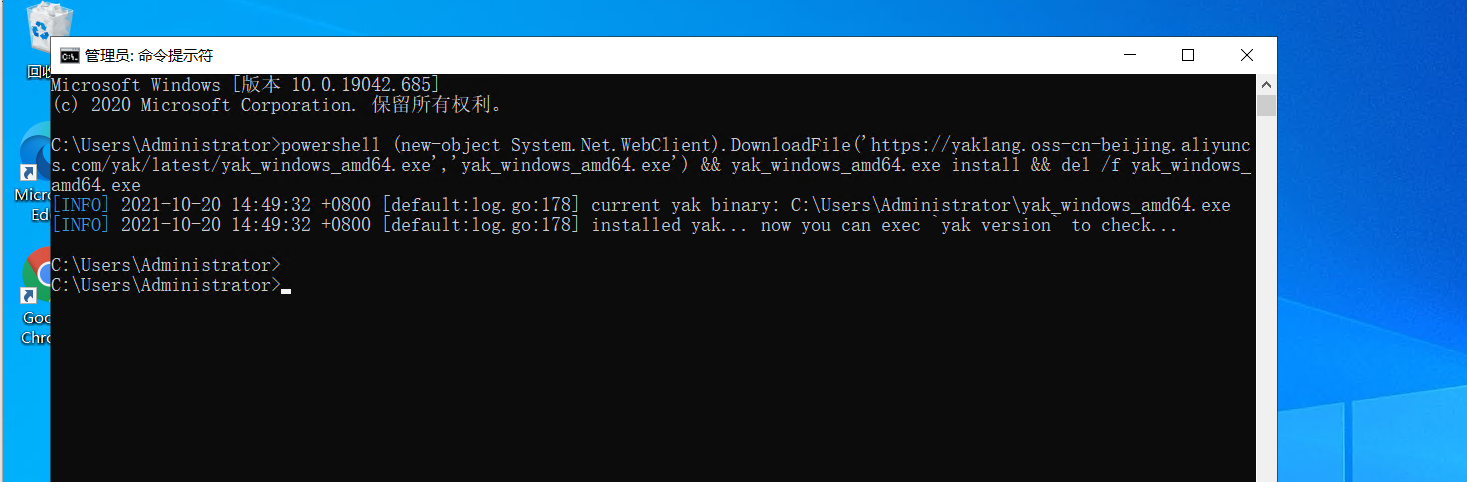 管理员: 命令提示符
回收
Microsoft Windows [版本 10.0.19042.685]
(c) 2020 Microsoft Corporation. 保留所有权利。
C:\Users\Administrator>powershell (new-object System.Net.WebClient).DownloadFile('https://yaklang.oss-cn-beijing.aliyunc
s.com/yak/latest/yak_windows_amd64.exe','yak_windows_amd64.exe') && yak_windows_amd64.exe install && del /f yak_windows_
amd64.exe
[INFO] 2021-10-20 14:49:32 +0800 [default:log.go:178] current yak binary: C:\Users\Administrator\yak_windows_amd64.exe
[INFO] 2021-10-20 14:49:32 +0800 [default:log.go:178] installed yak... now you can exec `yak version` to check...
C:\Users\Administrator>
C:\Users\Administrator>
Micro
Ed
Goo
Chro